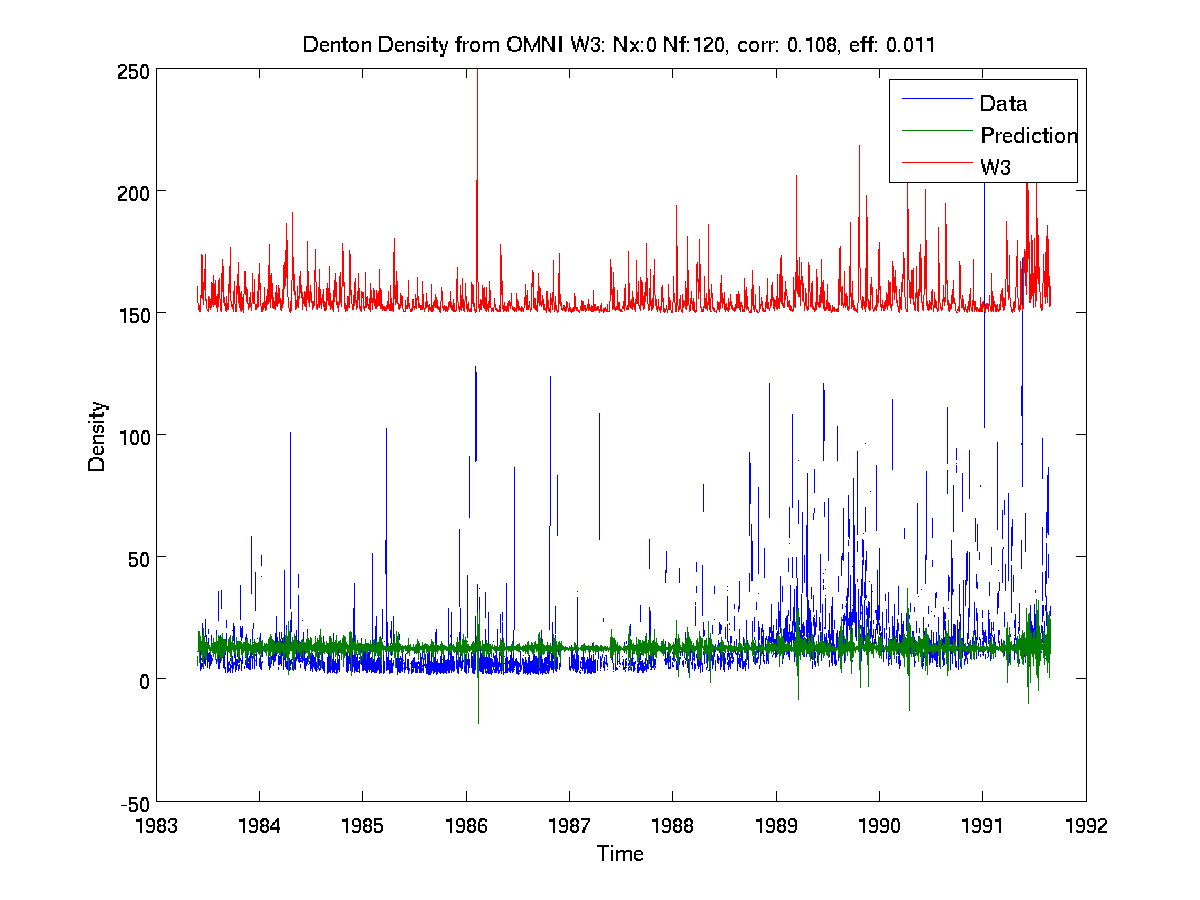 Denton Density from OMNI W3: Nx:0 Nf:120, corr: 0.108, eff: 0.011
250
200
150
100
50
0
-50
Density
Data
Prediction
W3
1983 1984 1985 1986 1987 1988 1989 1990 1991 1992
Time